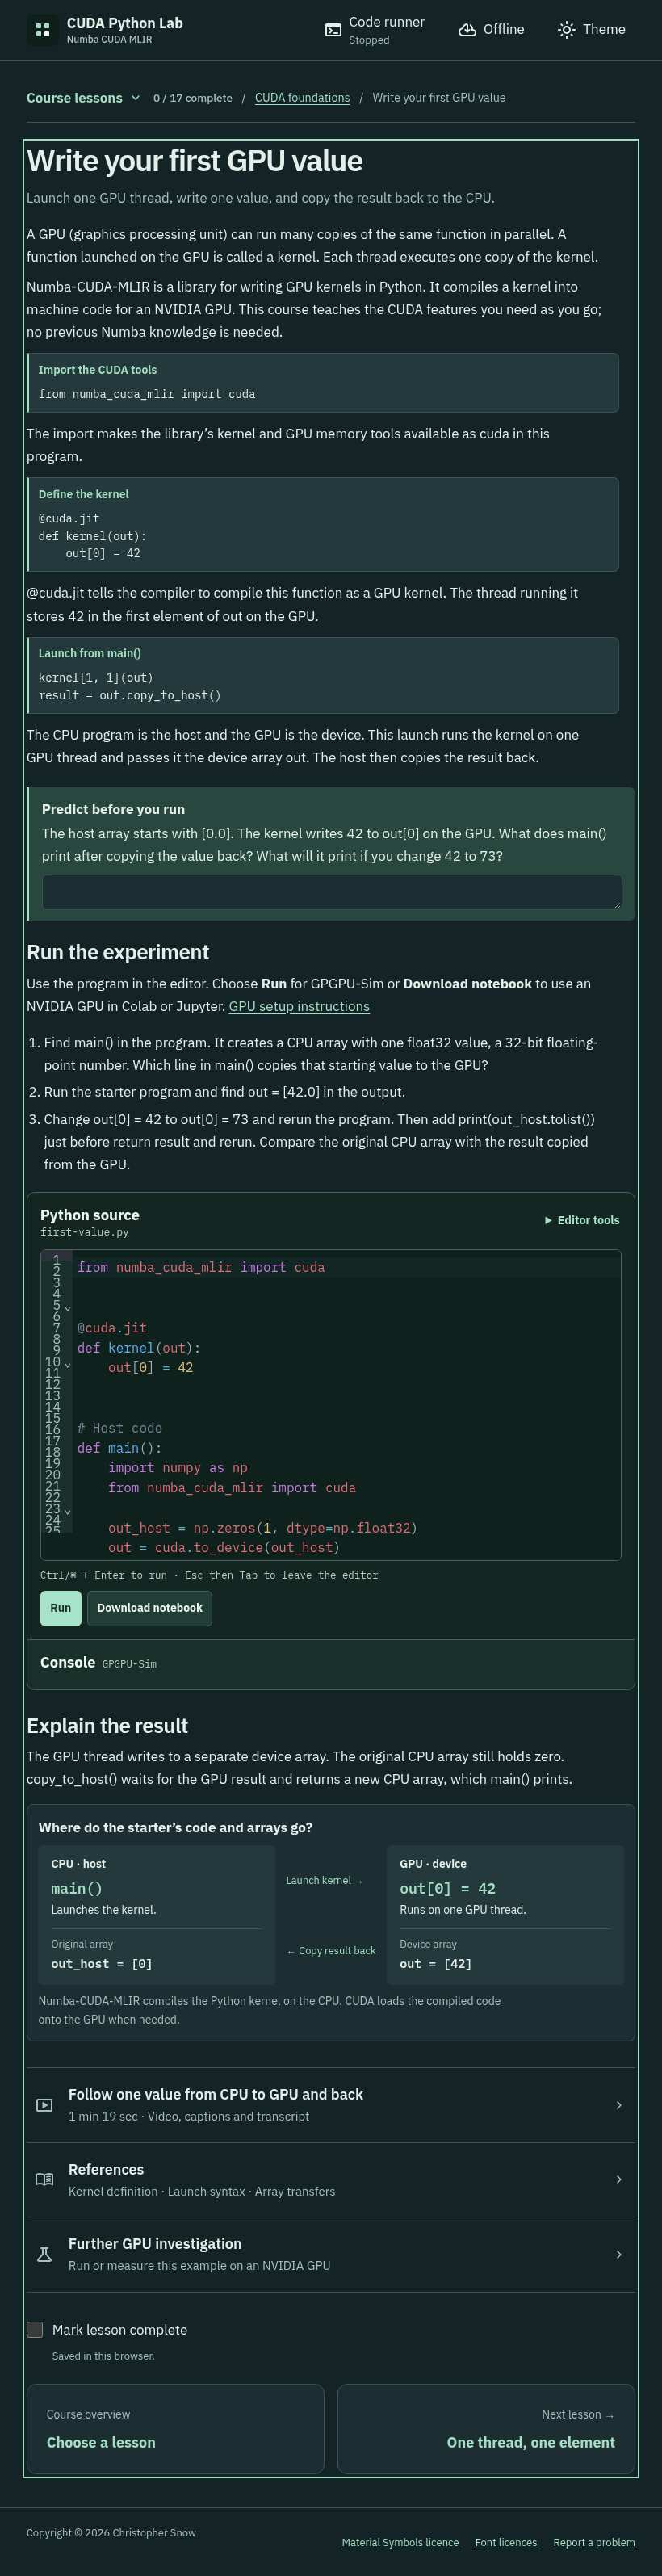 CUDA Python Lab
Numba CUDA MLIR
Code runner
Stopped
Offline
Theme
Course lessons
0 / 17 complete / CUDA foundations / Write your first GPU value
Write your first GPU value
Launch one GPU thread, write one value, and copy the result back to the CPU.
A GPU (graphics processing unit) can run many copies of the same function in parallel. A
function launched on the GPU is called a kernel. Each thread executes one copy of the kernel.
Numba-CUDA-MLIR is a library for writing GPU kernels in Python. It compiles a kernel into
machine code for an NVIDIA GPU. This course teaches the CUDA features you need as you go;
no previous Numba knowledge is needed.
Import the CUDA tools
from numba_cuda_mlir import cuda
The import makes the library’s kernel and GPU memory tools available as cuda in this
program.
Define the kernel
@cuda.jit
def kernel(out):
    out[0] = 42
@cuda.jit tells the compiler to compile this function as a GPU kernel. The thread running it
stores 42 in the first element of out on the GPU.
Launch from main()
kernel[1, 1](out)
result = out.copy_to_host()
The CPU program is the host and the GPU is the device. This launch runs the kernel on one
GPU thread and passes it the device array out. The host then copies the result back.
Predict before you run
The host array starts with [0.0]. The kernel writes 42 to out[0] on the GPU. What does main()
print after copying the value back? What will it print if you change 42 to 73?
Run the experiment
Use the program in the editor. Choose Run for GPGPU-Sim or Download notebook to use an
NVIDIA GPU in Colab or Jupyter. GPU setup instructions
1. Find main() in the program. It creates a CPU array with one float32 value, a 32-bit floating-
point number. Which line in main() copies that starting value to the GPU?
2. Run the starter program and find out = [42.0] in the output.
3. Change out[0] = 42 to out[0] = 73 and rerun the program. Then add print(out_host.tolist())
just before return result and rerun. Compare the original CPU array with the result copied
from the GPU.
Python source
first-value.py
▶ Editor tools
1
2
3
4
5
6
7
8
9
10
11
12
13
14
15
16
17
18
19
20
21
22
23
24
25
from numba_cuda_mlir import cuda
@cuda.jit
def kernel(out):
    out[0] = 42
# Host code
def main():
    import numpy as np
    from numba_cuda_mlir import cuda
    out_host = np.zeros(1, dtype=np.float32)
    out = cuda.to_device(out_host)
Ctrl/⌘ + Enter to run · Esc then Tab to leave the editor
Run
Download notebook
Console GPGPU-Sim
Explain the result
The GPU thread writes to a separate device array. The original CPU array still holds zero.
copy_to_host() waits for the GPU result and returns a new CPU array, which main() prints.
Where do the starter’s code and arrays go?
CPU · host
main()
Launches the kernel.
Original array
out_host = [0]
Launch kernel →
← Copy result back
GPU · device
out[0] = 42
Runs on one GPU thread.
Device array
out = [42]
Numba-CUDA-MLIR compiles the Python kernel on the CPU. CUDA loads the compiled code
onto the GPU when needed.
Follow one value from CPU to GPU and back
1 min 19 sec · Video, captions and transcript
References
Kernel definition · Launch syntax · Array transfers
Further GPU investigation
Run or measure this example on an NVIDIA GPU
Mark lesson complete
Saved in this browser.
Course overview
Choose a lesson
Next lesson →
One thread, one element
Copyright © 2026 Christopher Snow
Material Symbols licence
Font licences
Report a problem